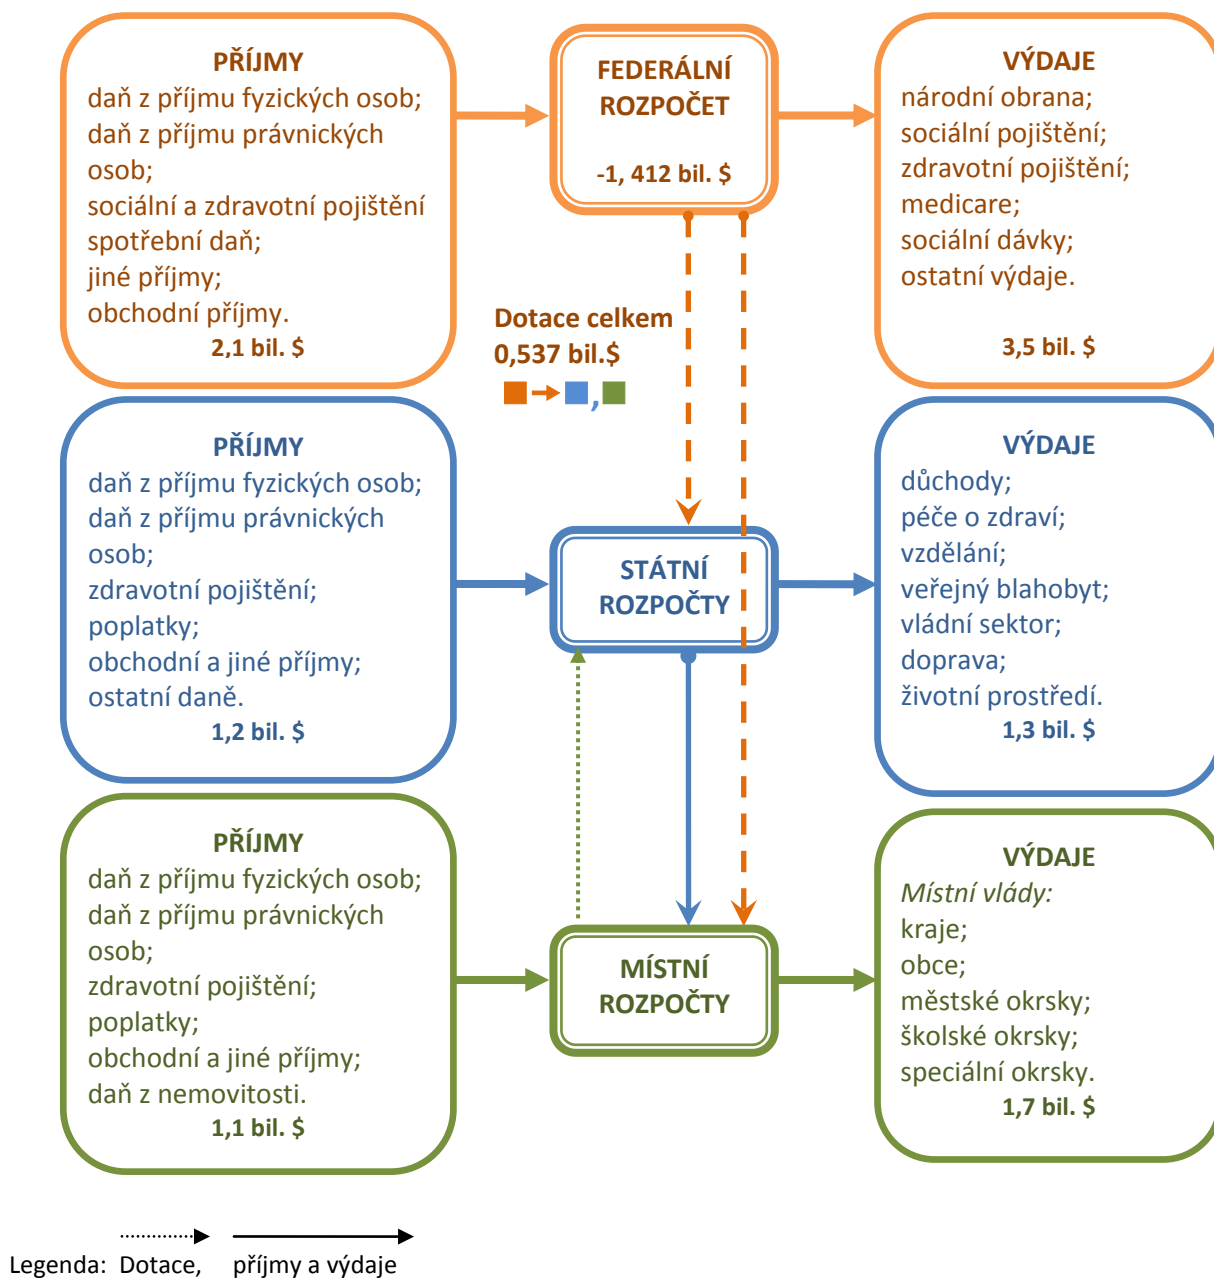 PŘÍJMY
daň z příjmu fyzických osob;
daň z příjmu právnických
osob;
sociální a zdravotní pojištění
spotřební daň;
jiné příjmy;
obchodní příjmy.
2,1 bil. $
FEDERÁLNÍ
ROZPOČET
-1, 412 bil. $
VÝDAJE
národní obrana;
sociální pojištění;
zdravotní pojištění;
medicare;
sociální dávky;
ostatní výdaje.
3,5 bil. $
Dotace celkem
0,537 bil.$
,
PŘÍJMY
daň z příjmu fyzických osob;
daň z příjmu právnických
osob;
zdravotní pojištění;
poplatky;
obchodní a jiné příjmy;
ostatní daně.
1,2 bil. $
STÁTNÍ
ROZPOČTY
VÝDAJE
důchody;
péče o zdraví;
vzdělání;
veřejný blahobyt;
vládní sektor;
doprava;
životní prostředí.
1,3 bil. $
PŘÍJMY
daň z příjmu fyzických osob;
daň z příjmu právnických
osob;
zdravotní pojištění;
poplatky;
obchodní a jiné příjmy;
daň z nemovitosti.
1,1 bil. $
MÍSTNÍ
ROZPOČTY
VÝDAJE
Místní vlády:
kraje;
obce;
městské okrsky;
školské okrsky;
speciální okrsky.
1,7 bil. $
Legenda: Dotace, příjmy a výdaje